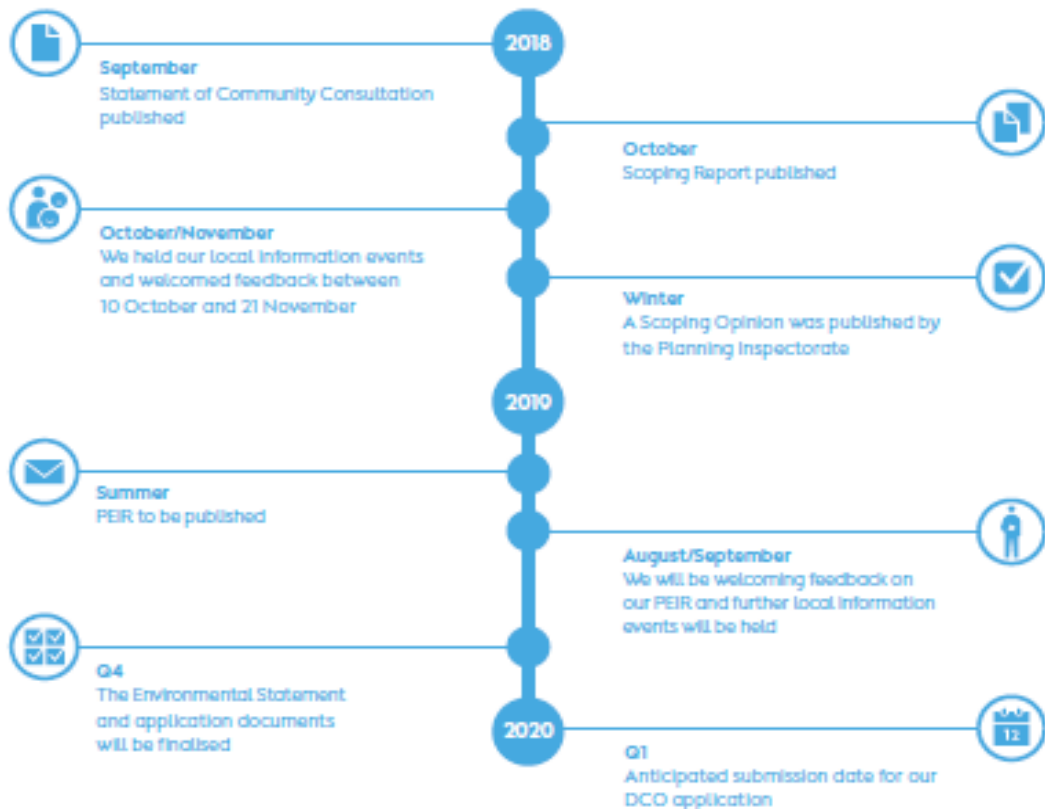 2018
September
Statement of Community Consultation
published
October
Scoping Report published
October/November
We held our local information events
and welcomed feedback between
10 October and 21 November
Winter
A Scoping Opinion was published by
the Planning Inspectorate
2019
Summer
PEIR to be published
August/September
We will be welcoming feedback on
our PEIR and further local information
events will be held
Q4
The Environmental Statement
and application documents
will be finalised
2020
12
Q1
Anticipated submission date for our
DCO application